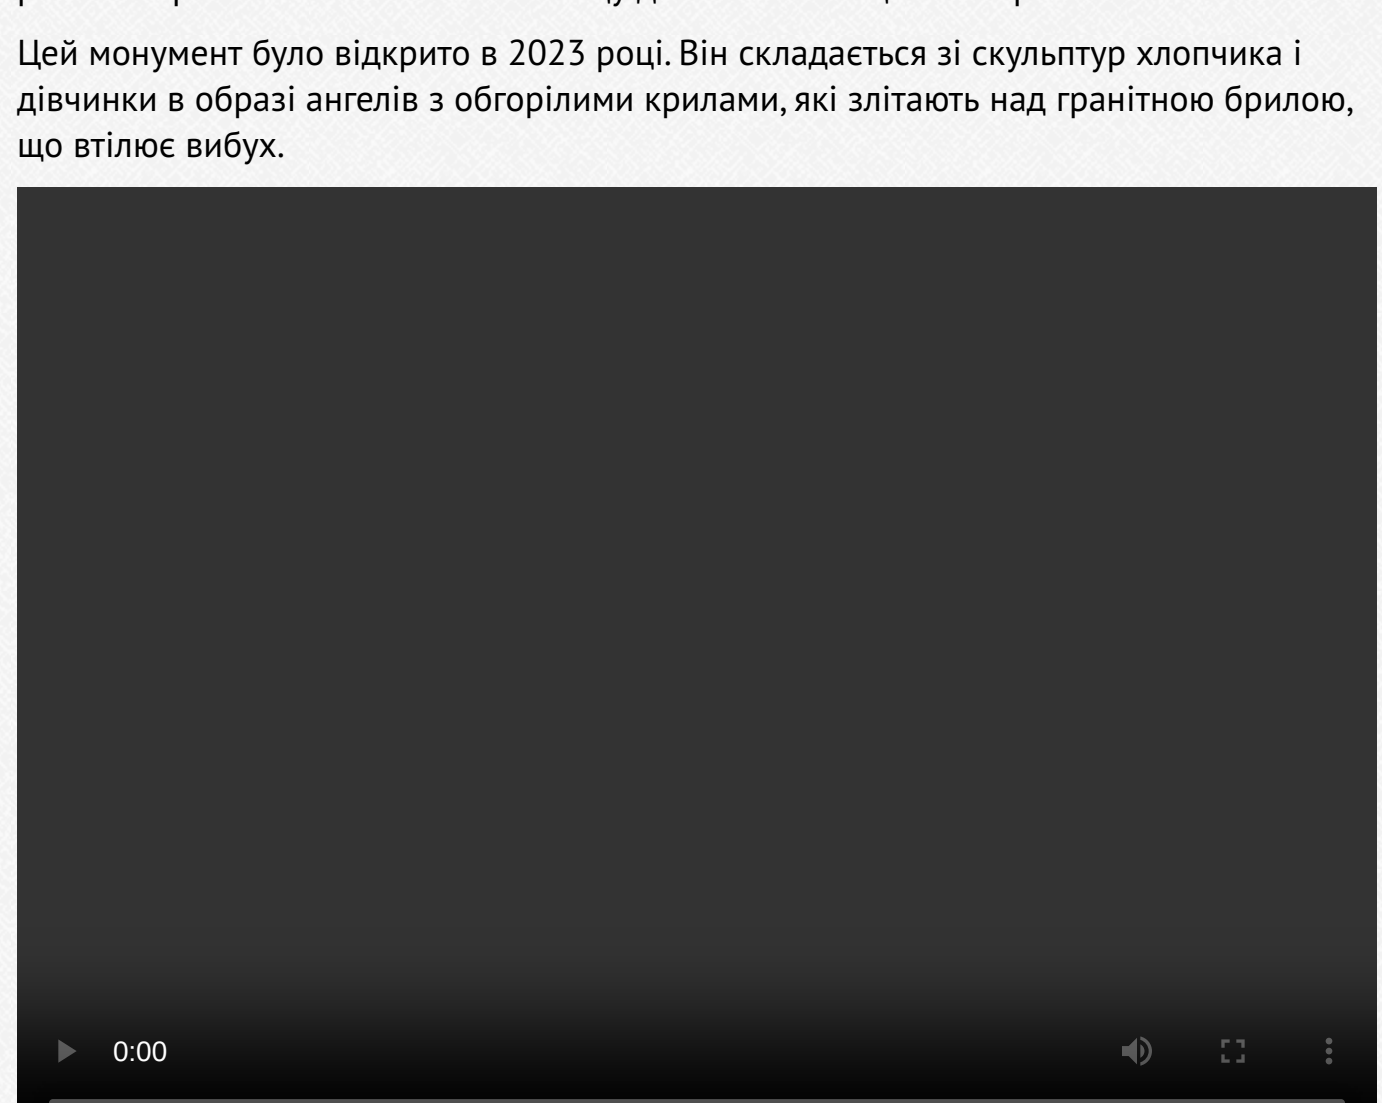 Цей монумент було відкрито в 2023 році. Він складається зі скульптур хлопчика і
дівчинки в образі ангелів з обгорілими крилами, які злітають над гранітною брилою,
що втілює вибух.
0:00